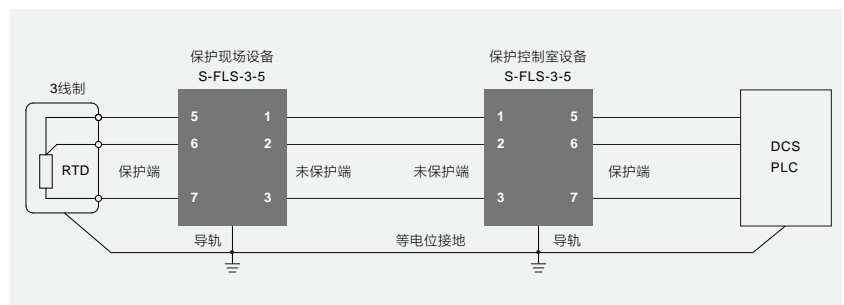 保护现场设备
S-FLS-3-5
保护控制室设备
S-FLS-3-5
3线制
5 1
6 2
7 3
1 5
2 6
3 7
RTD
保护端
未保护端
未保护端
保护端
DCS
PLC
导轨
等电位接地
导轨